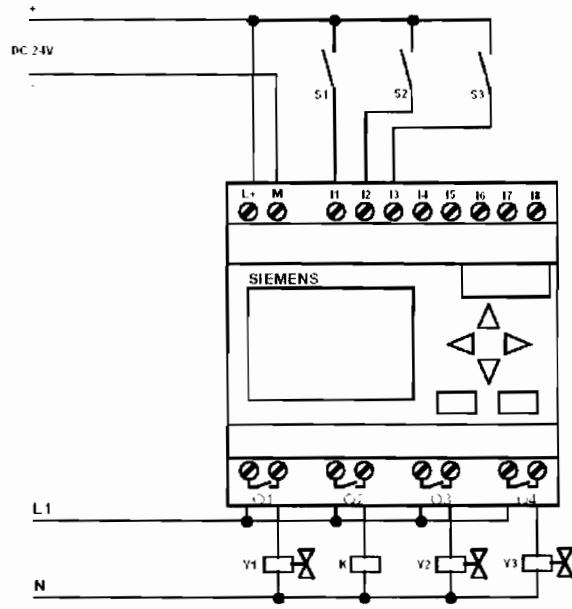 +
DC 24V
-
S1 S2 S3
L+ M I1 I2 I3 I4 I5 I6 I7 I8
SIEMENS
Q1 Q2 Q3 Q4
L1
Y1 K Y2 Y3
N